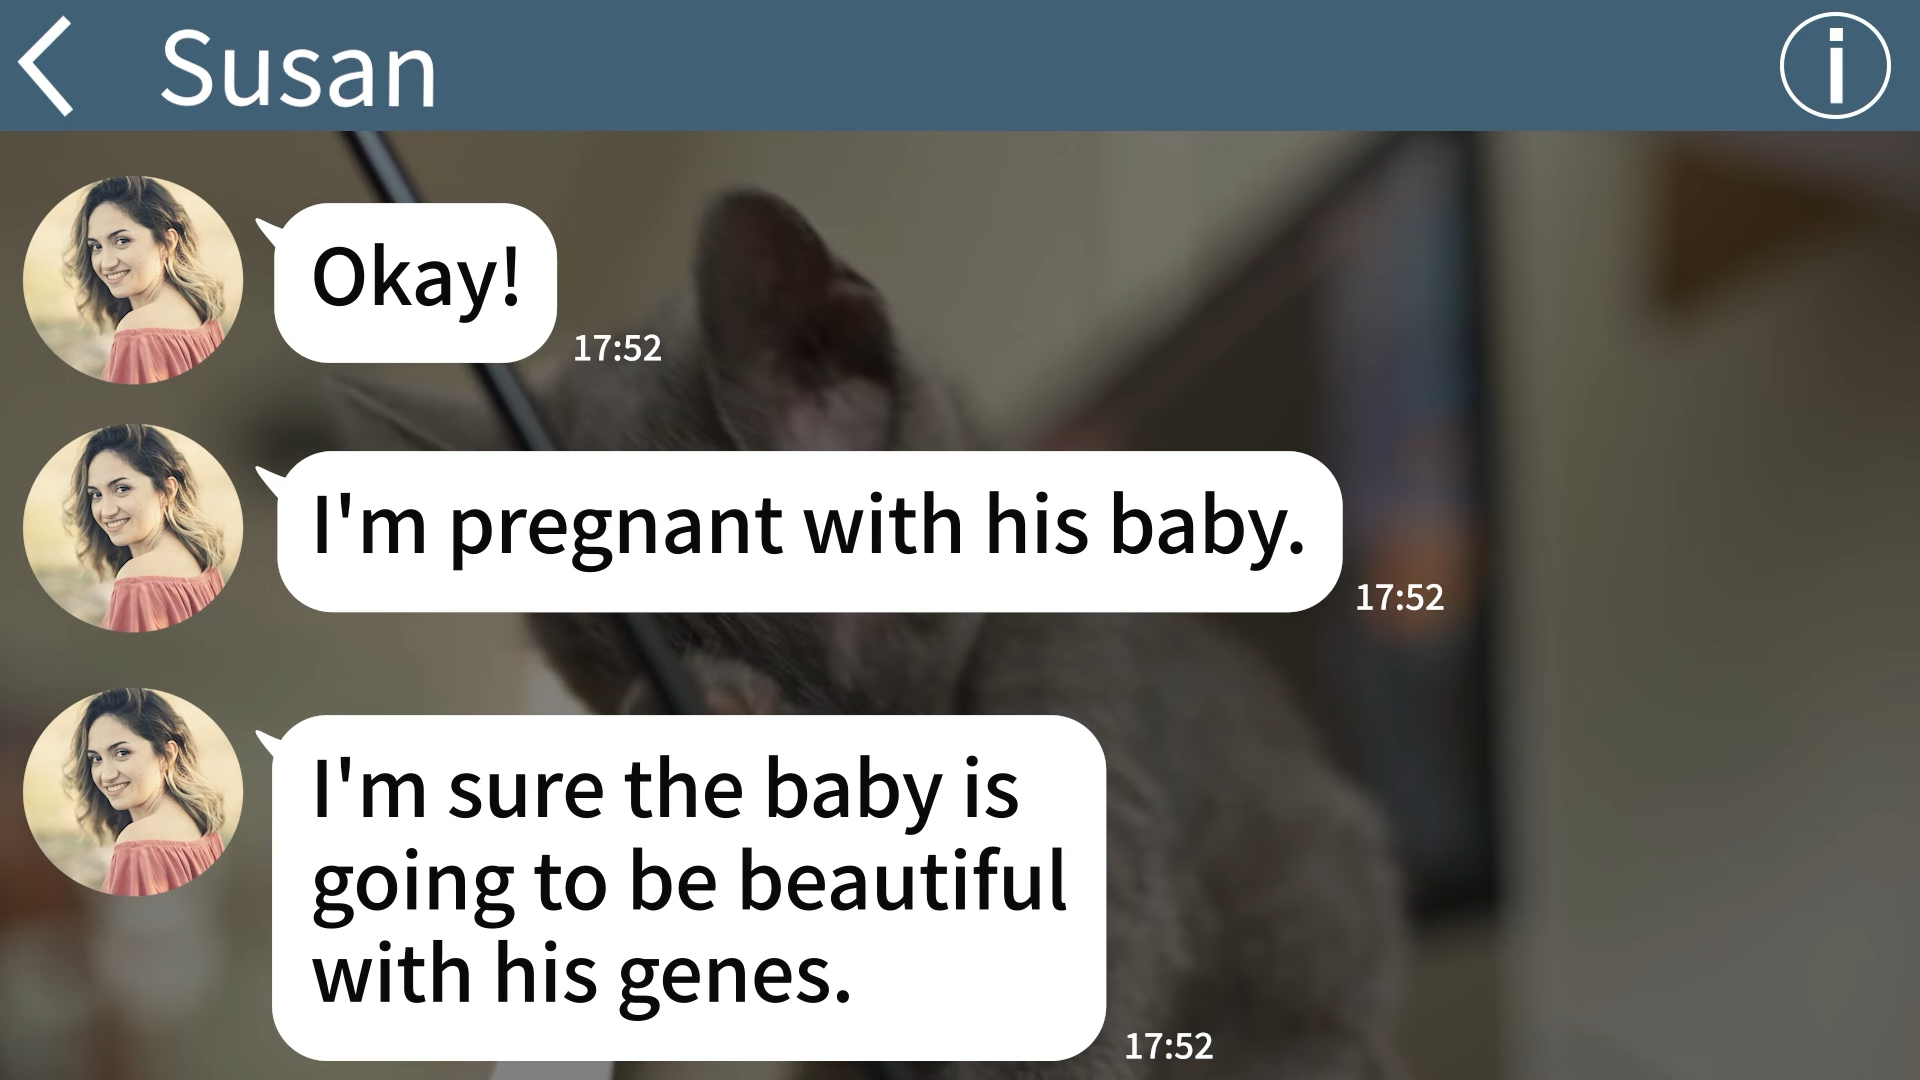 Susan
i
Okay!
17:52
I'm pregnant with his baby.
17:52
I'm sure the baby is
going to be beautiful
with his genes.
17:52